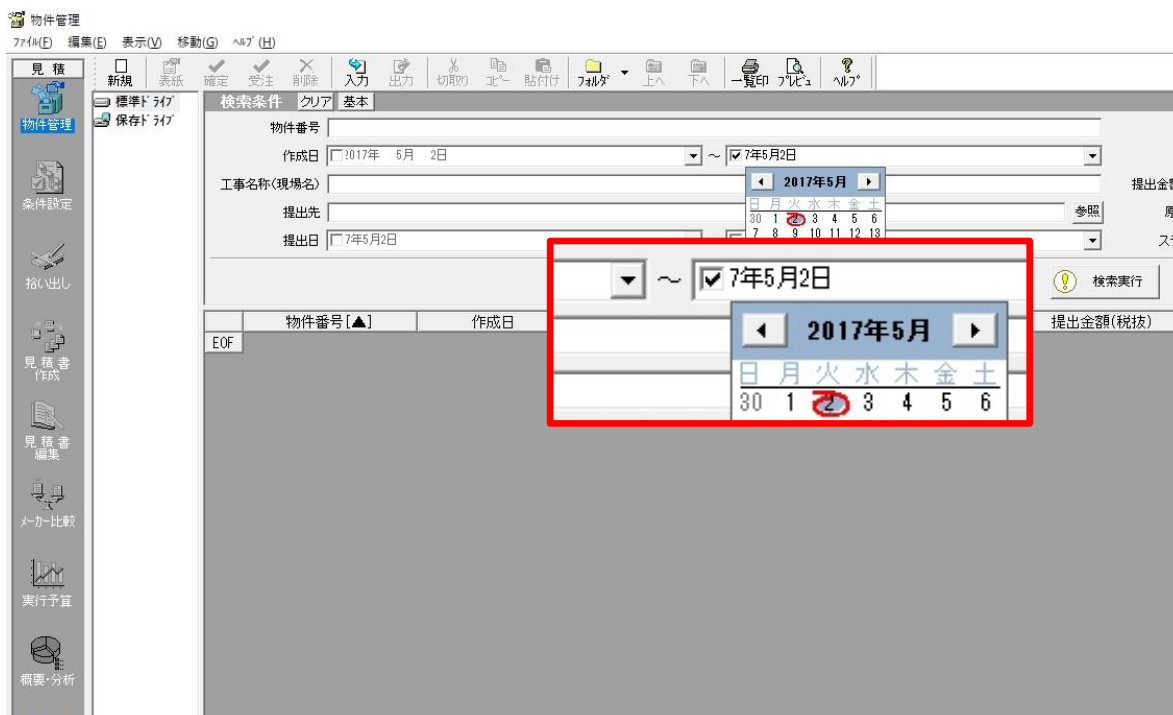 物件管理
ファイル(F) 編集(E) 表示(V) 移動(G) ヘルプ(H)
見 積
新規 表紙 確定 受注 削除 入力 出力 切取り コピー 貼付け フォルダ 上へ 下へ 一覧印 プレビュ ヘルプ
物件管理
条件設定
拾い出し
見 積 書
作成
見 積 書
編集
メーカー比較
実行予算
概要・分析
標準ドライブ
保存ドライブ
検索条件 クリア 基本
物件番号
作成日 2017年 5月 2日 ～ 7年5月2日
工事名称(現場名)
提出先 参照
提出日 7年5月2日
2017年5月
日 月 火 水 木 金 土
30 1 2 3 4 5 6
7 8 9 10 11 12 13
提出金
検索実行
～ 7年5月2日
2017年5月
日 月 火 水 木 金 土
30 1 2 3 4 5 6
物件番号[▲] 作成日 提出金額(税抜)
EOF